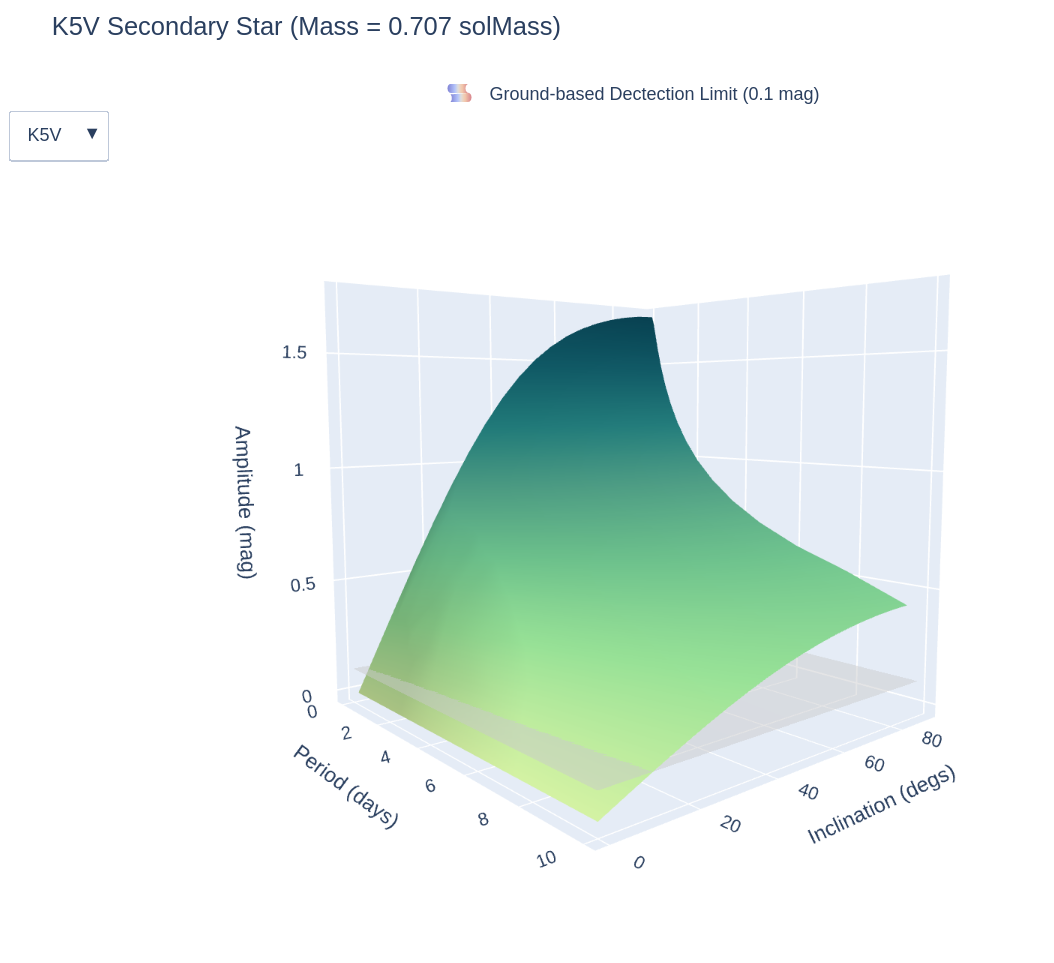 K5V Secondary Star (Mass = 0.707 solMass)
Ground-based Dectection Limit (0.1 mag)
K5V
1.5
1
0.5
0
Amplitude (mag)
0
2
4
6
8
10
Period (days)
0
20
40
60
80
Inclination (degs)